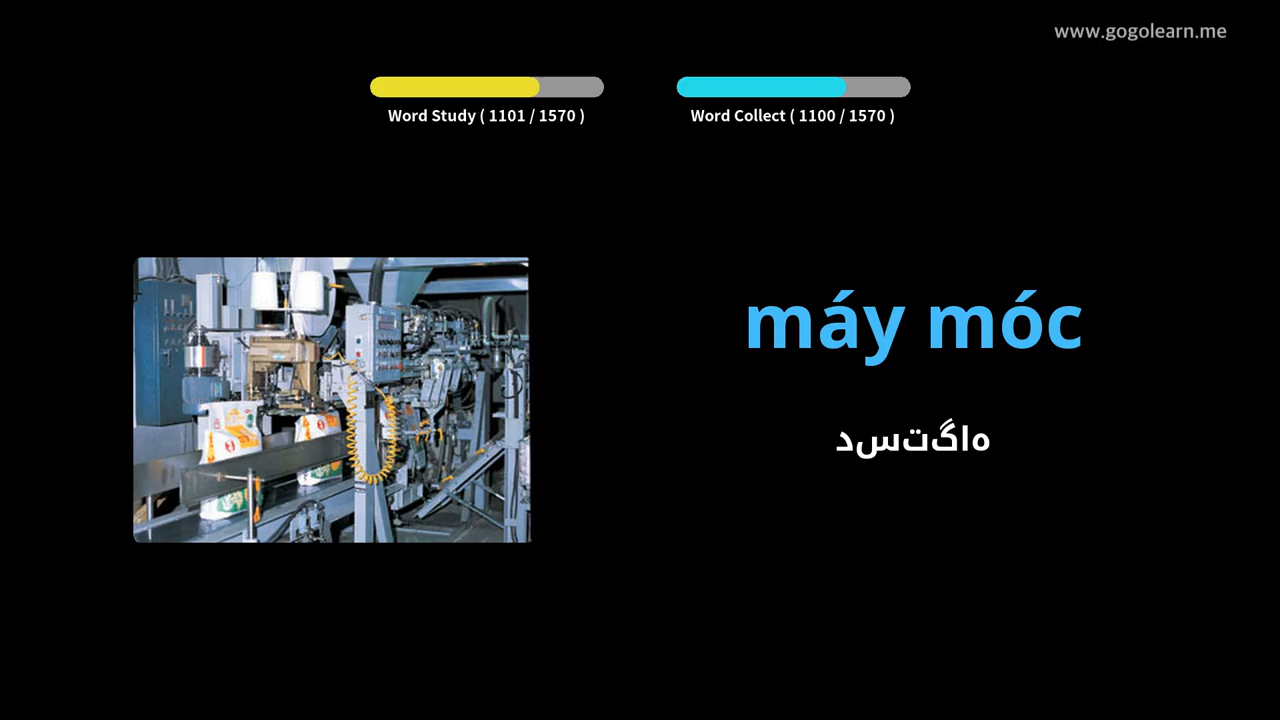 www.gogolearn.me
Word Study ( 1101 / 1570 )
Word Collect ( 1100 / 1570 )
máy móc
دستگاه